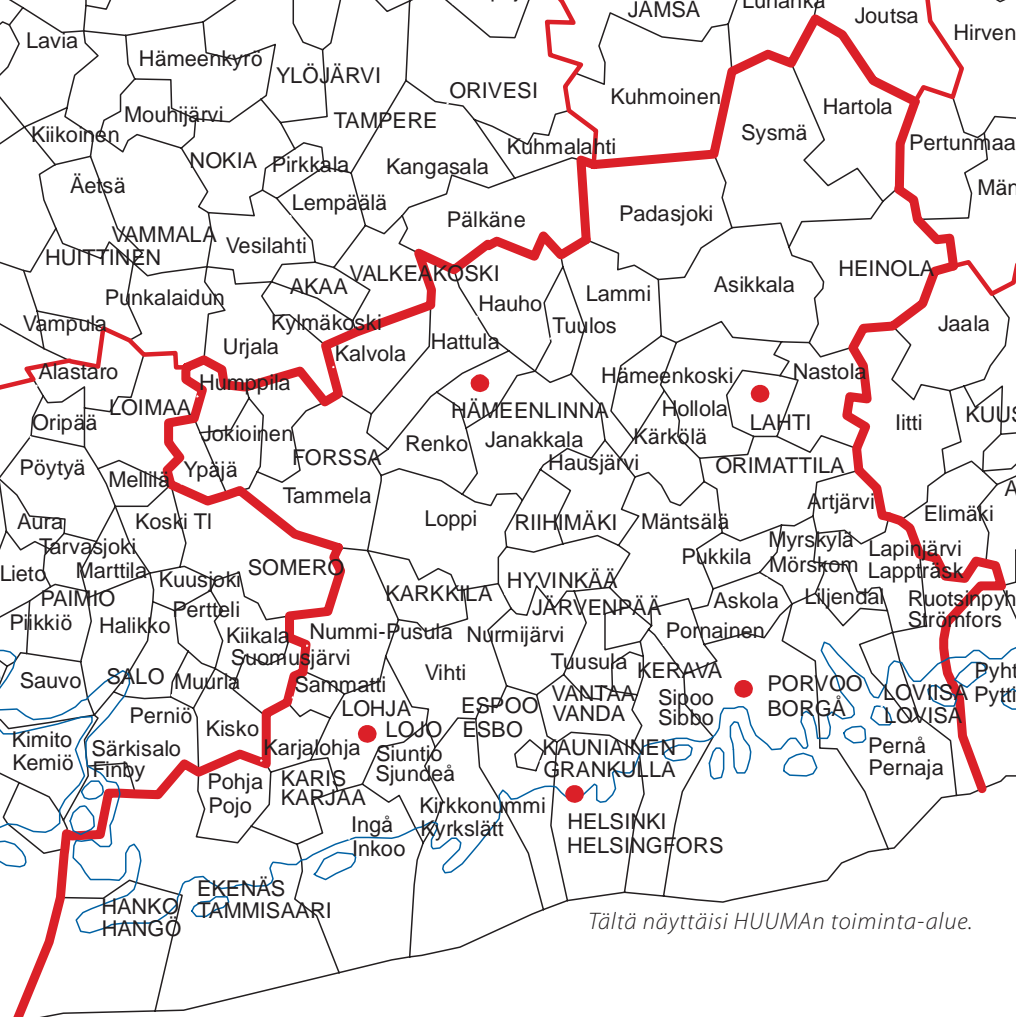 JÄMSÄ
Joutsa
Lavia
Hämeenkyrö
YLÖJÄRVI
ORIVESI
Kuhmoinen
Hartola
Mouhijärvi
TAMPERE
Sysmä
Kiikoinen
NOKIA
Pirkkala
Kangasala
Kuhmalahti
Pertunmaa
Äetsä
Lempäälä
Pälkäne
Padasjoki
VAMMALA
Vesilahti
HUITTINEN
VALKEAKOSKI
HEINOLA
Punkalaidun
AKAA
Hauho
Lammi
Asikkala
Vampula
Kylmäkoski
Tuulos
Jaala
Urjala
Kalvola
Hattula
Alastaro
Humppila
Hämeenkoski
Nastola
LOIMAA
HÄMEENLINNA
Hollola
LAHTI
Oripää
Jokioinen
Renko
Janakkala
Kärkölä
Iitti
KUUS
Pöytyä
Mellilä
Ypäjä
FORSSA
Hausjärvi
ORIMATTILA
Tammela
Artjärvi
Aura
Koski Tl
Loppi
RIIHIMÄKI
Mäntsälä
Elimäki
Tarvasjoki
Myrskylä
Mörskom
Lapinjärvi
Lappträsk
Lieto
Marttila
Kuusjoki
SOMERO
Pukkila
PAIMIO
KARKKILA
HYVINKÄÄ
Piikkiö
Halikko
Pertteli
JÄRVENPÄÄ
Askola
Liljendal
Ruotsinpyh
Strömfors
Kiikala
Nummi-Pusula
Nurmijärvi
Pornainen
Suomusjärvi
Tuusula
Sauvo
SALO
Muurla
Sammatti
Vihti
KERAVA
Pyht
Pytti
Perniö
LOHJA
LOJO
ESPOO
ESBO
VANTAA
VANDA
Sipoo
Sibbo
PORVOO
BORGÅ
LOVIISA
LOVISA
Kimito
Kemiö
Särkisalo
Finby
Kisko
Karjalohja
Siuntio
Sjundeå
KAUNIAINEN
GRANKULLA
Pernå
Pernaja
Pohja
Pojo
KARIS
KARJAA
Ingå
Inkoo
Kirkkonummi
Kyrkslätt
HELSINKI
HELSINGFORS
HANKO
HANGÖ
EKENÄS
TAMMISAARI
Tältä näyttäisi HUUMAn toiminta-alue.